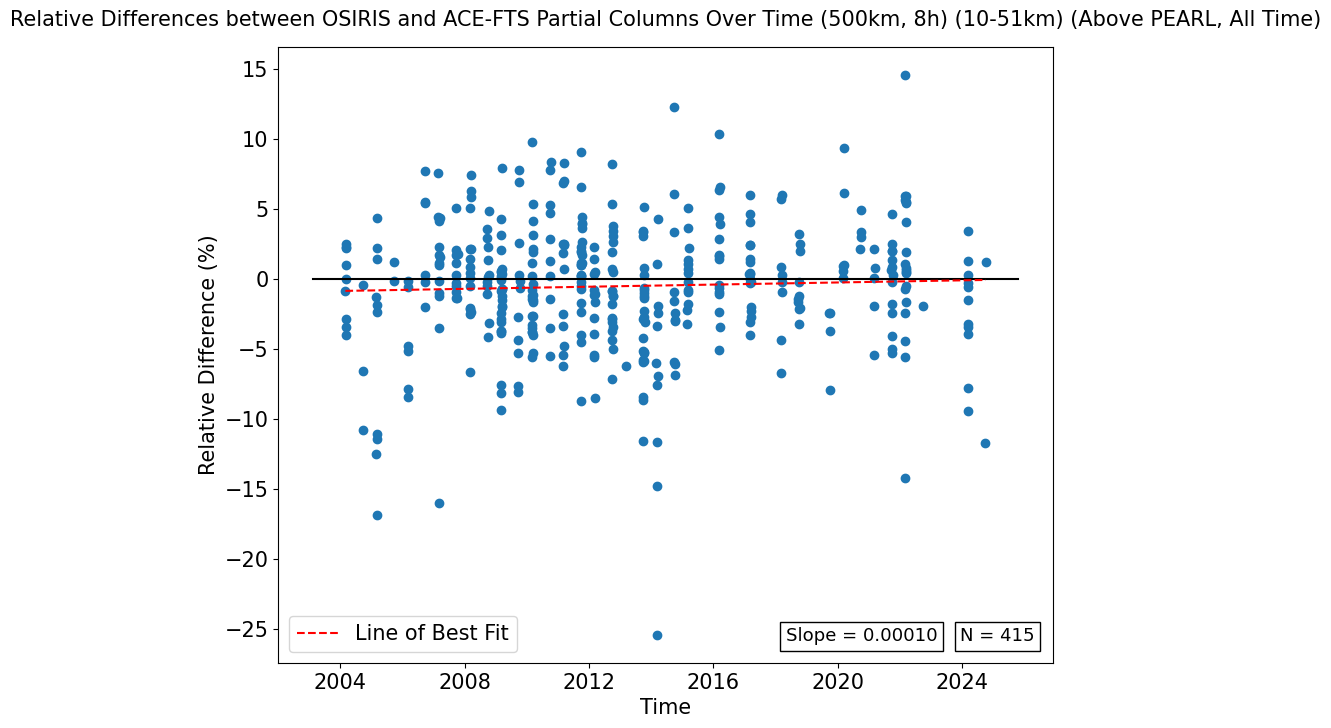 Relative Differences between OSIRIS and ACE-FTS Partial Columns Over Time (500km, 8h) (10-51km) (Above PEARL, All Time)
Relative Difference (%)
15
10
5
0
−5
−10
−15
−20
−25
Line of Best Fit
Slope = 0.00010
N = 415
2004
2008
2012
2016
2020
2024
Time